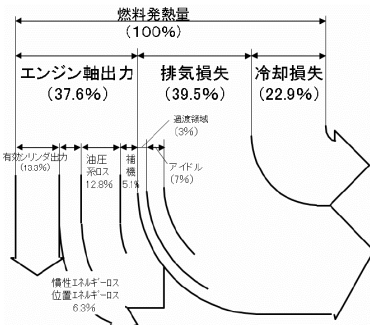 燃料発熱量
(100%)
エンジン軸出力
(37.6%)
排気損失
(39.5%)
冷却損失
(22.9%)
過渡領域
(3%)
アイドル
(7%)
有効シリンダ出力
(13.3%)
油圧
系ロス
12.8%
補
機
5.1%
慣性エネルギーロス
位置エネルギーロス
6.3%